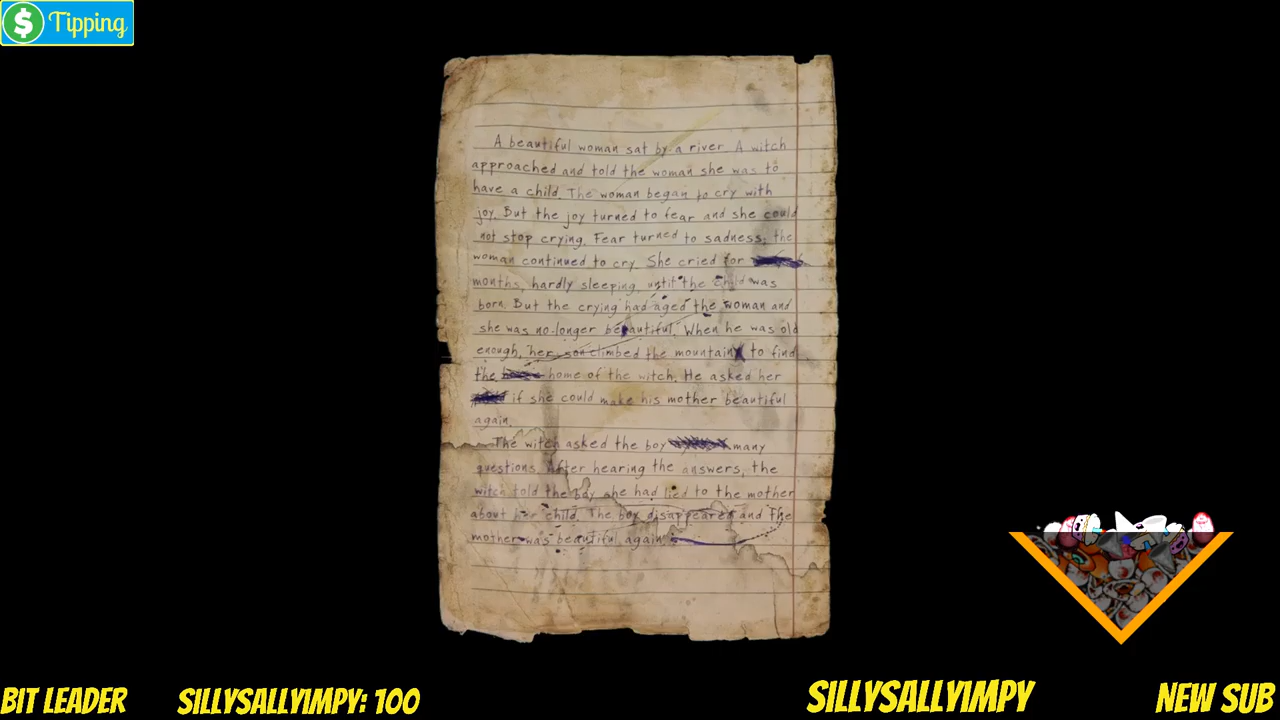 $ Tipping
A beautiful woman sat by a river A witch
approached and told the woman she was to
have a child. The woman began to cry with
joy. But the joy turned to fear and she could
not stop crying. Fear turned to sadness; the
woman continued to cry. She cried for
months, hardly sleeping, until the child was
born. But the crying had aged the woman and
she was no-longer beautiful. When he was old
enough, her son climbed the mountain to find
the home of the witch. He asked her
if she could make his mother beautiful
again.
The witch asked the boy many
questions. After hearing the answers, the
witch told the boy she had lied to the mother
about her child. The boy disappeared and the
mother was beautiful again.
BIT LEADER SILLYSALLYIMPY: 100 SILLYSALLYIMPY NEW SUB